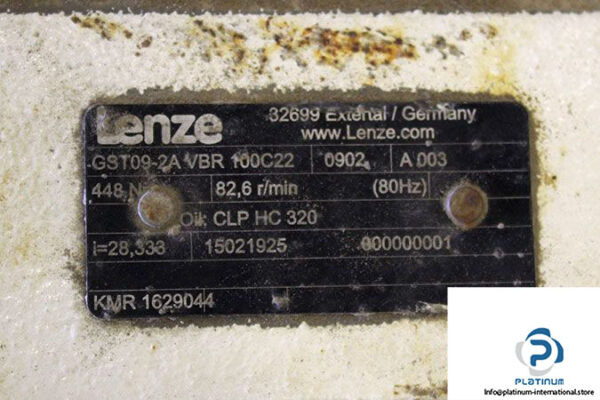 Lenze
32699 Extertal / Germany
www.Lenze.com
GST09-2A VBR 100C22 0902 A 003
448 82,6 r/min (80Hz)
Oil: CLP HC 320
i=28,333 15021925 000000001
KMR 1629044
PLATINUM
Info@platinum-international.store